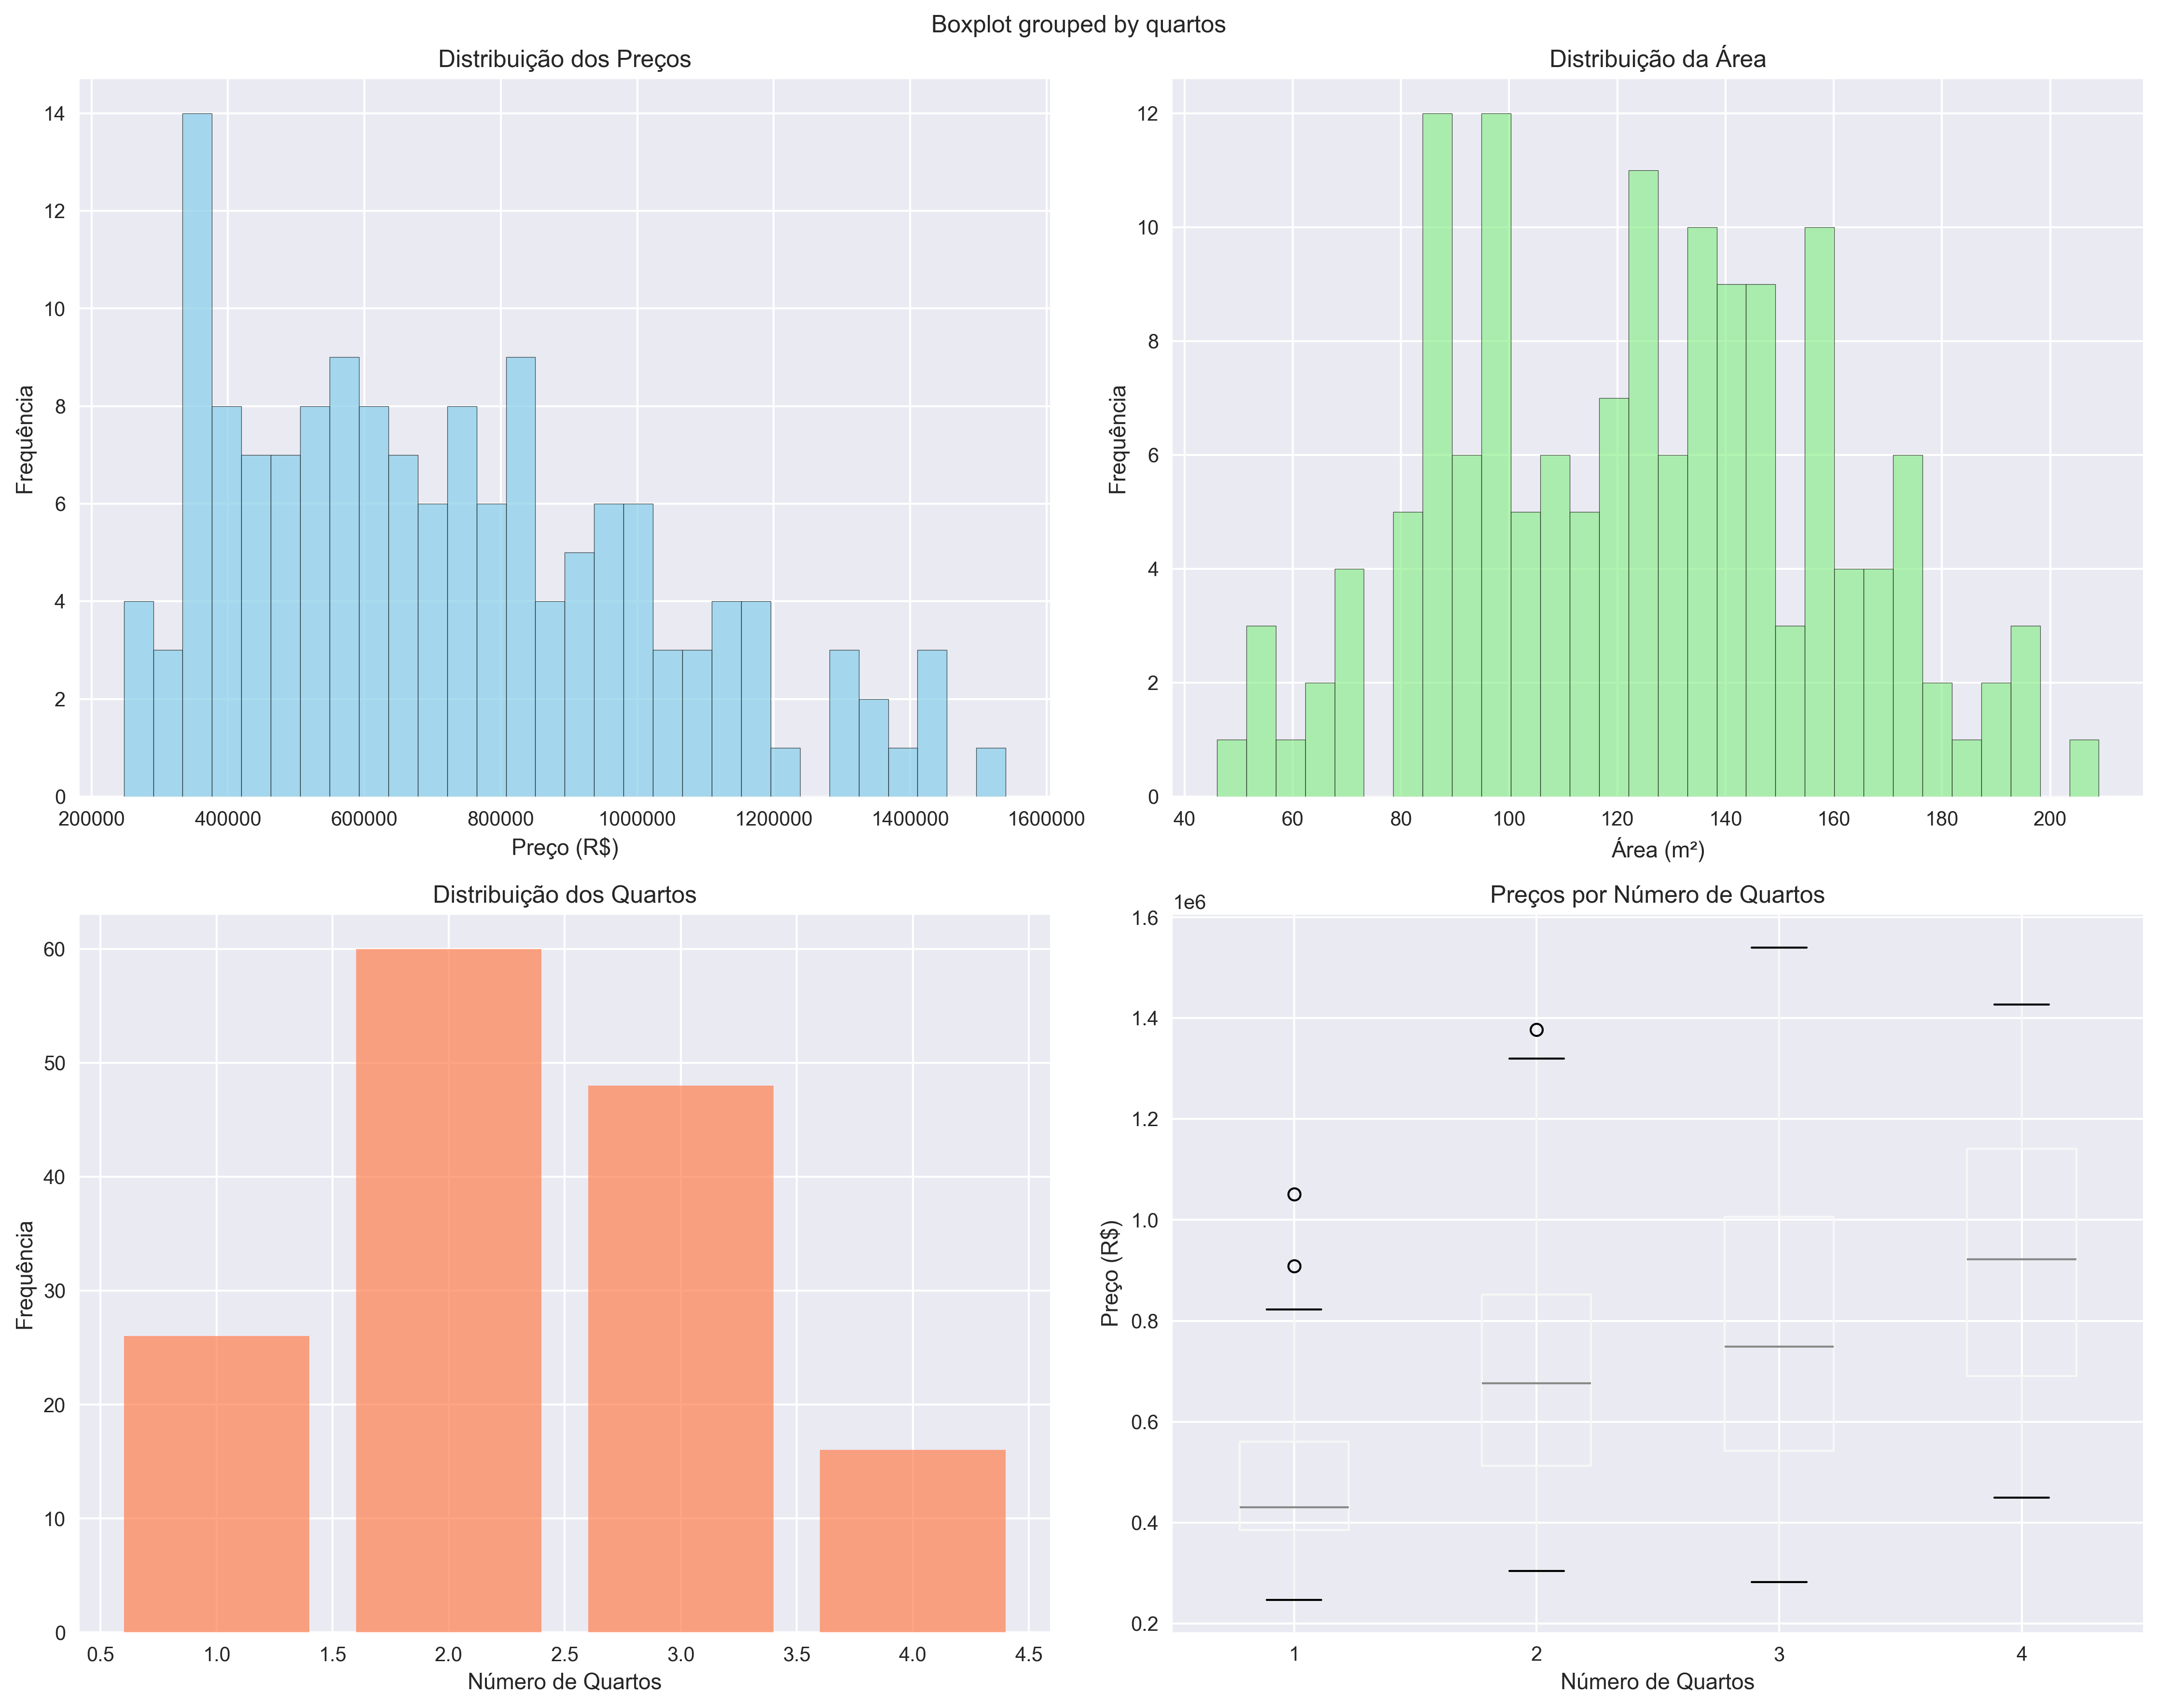 Boxplot grouped by quartos
Distribuição dos Preços
14
12
10
8
6
4
2
0
Frequência
200000 400000 600000 800000 1000000 1200000 1400000 1600000
Preço (R$)
Distribuição da Área
12
10
8
6
4
2
0
Frequência
40 60 80 100 120 140 160 180 200
Área (m²)
Distribuição dos Quartos
60
50
40
30
20
10
0
Frequência
0.5 1.0 1.5 2.0 2.5 3.0 3.5 4.0 4.5
Número de Quartos
Preços por Número de Quartos
1e6
1.6
1.4
1.2
1.0
0.8
0.6
0.4
0.2
Preço (R$)
1 2 3 4
Número de Quartos